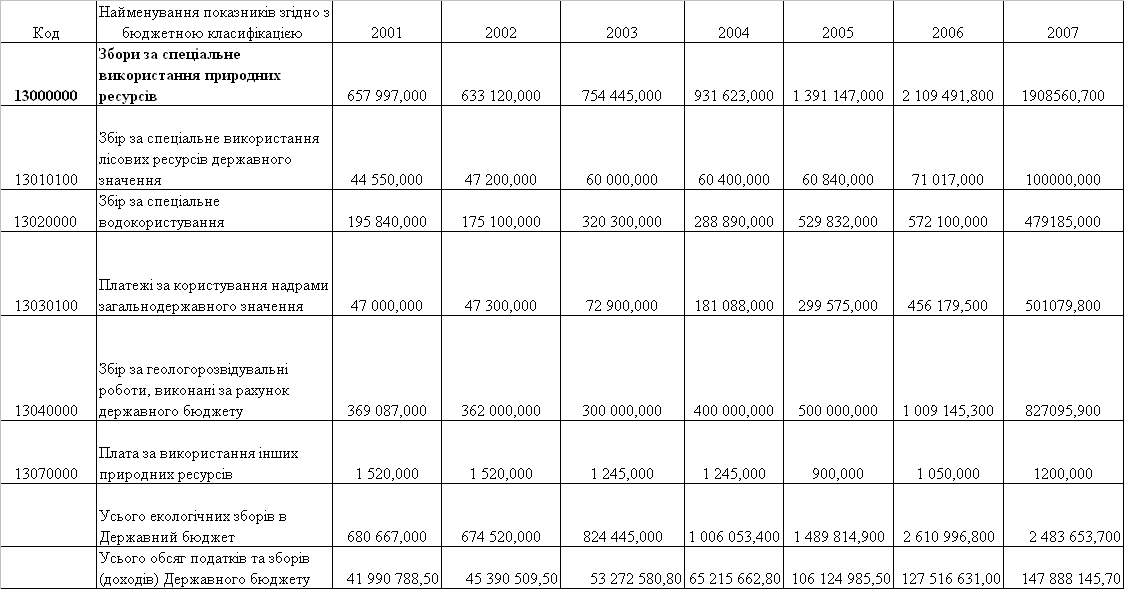 Найменування показників згідно з
Код бюджетною класифікацією 2001 2002 2003 2004 2005 2006 2007
Збори за спеціальне
використання природних
13000000 ресурсів 657 997,000 633 120,000 754 445,000 931 623,000 1 391 147,000 2 109 491,800 1908560,700
Збір за спеціальне використання
лісових ресурсів державного
13010100 значення 44 550,000 47 200,000 60 000,000 60 400,000 60 840,000 71 017,000 100000,000
Збір за спеціальне
13020000 водокористування 195 840,000 175 100,000 320 300,000 288 890,000 529 832,000 572 100,000 479185,000
Платежі за користування надрами
13030100 загальнодержавного значення 47 000,000 47 300,000 72 900,000 181 088,000 299 575,000 456 179,500 501079,800
Збір за геологорозвідувальні
роботи, виконані за рахунок
13040000 державного бюджету 369 087,000 362 000,000 300 000,000 400 000,000 500 000,000 1 009 145,300 827095,900
Плата за використання інших
13070000 природних ресурсів 1 520,000 1 520,000 1 245,000 1 245,000 900,000 1 050,000 1200,000
Усього екологічних зборів в
Державний бюджет 680 667,000 674 520,000 824 445,000 1 006 053,400 1 489 814,900 2 610 996,800 2 483 653,700
Усього обсяг податків та зборів
(доходів) Державного бюджету 41 990 788,50 45 390 509,50 53 272 580,80 65 215 662,80 106 124 985,50 127 516 631,00 147 888 145,70